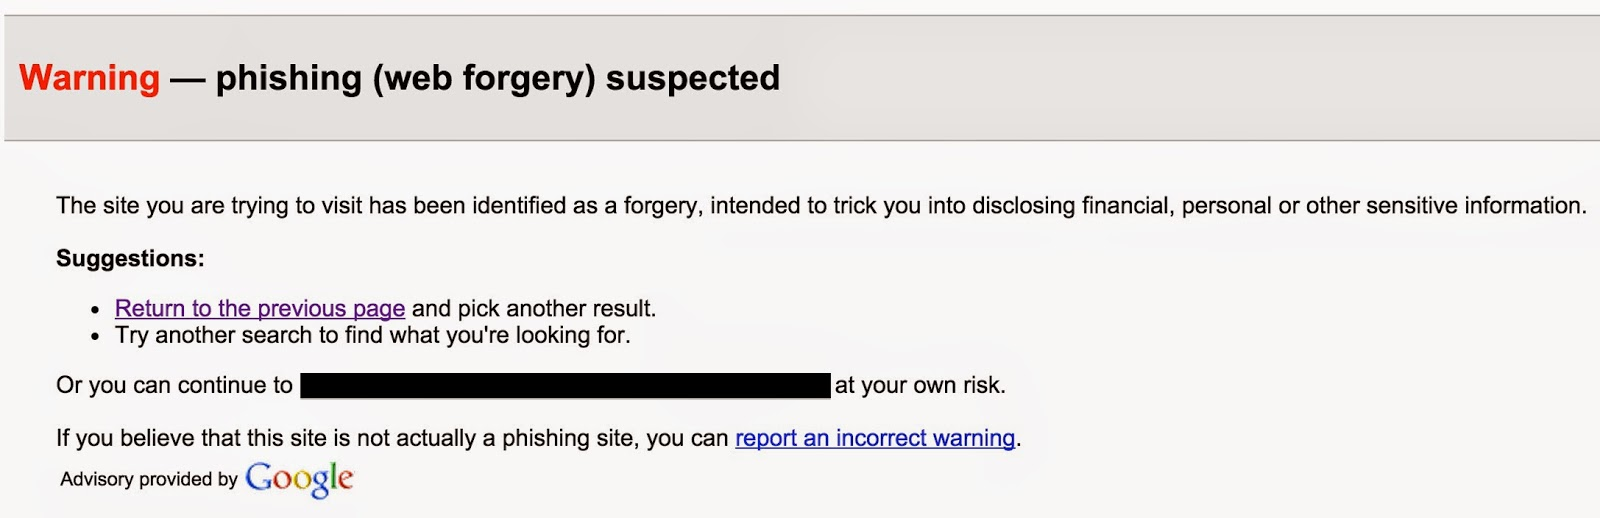 Warning — phishing (web forgery) suspected
The site you are trying to visit has been identified as a forgery, intended to trick you into disclosing financial, personal or other sensitive information.
Suggestions:
• Return to the previous page and pick another result.
• Try another search to find what you're looking for.
Or you can continue to at your own risk.
If you believe that this site is not actually a phishing site, you can report an incorrect warning.
Advisory provided by Google